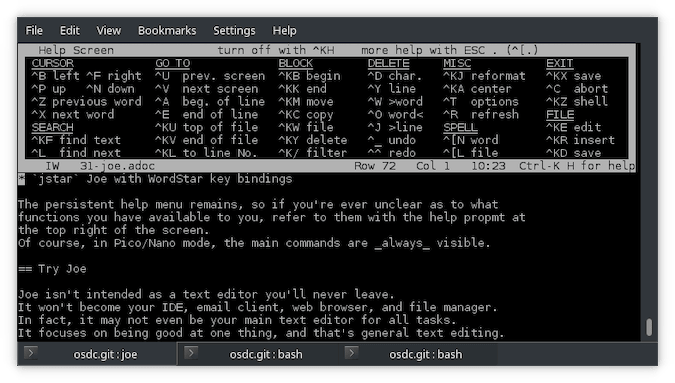 File Edit View Bookmarks Settings Help
Help Screen turn off with ^KH more help with ESC . (^[.)
CURSOR GO TO BLOCK DELETE MISC EXIT
^B left ^F right ^U prev. screen ^KB begin ^D char. ^KJ reformat ^KX save
^P up ^N down ^V next screen ^KK end ^Y line ^KA center ^C abort
^Z previous word ^A beg. of line ^KM move ^W >word ^T options ^KZ shell
^X next word ^E end of line ^KC copy ^O word< ^R refresh FILE
SEARCH ^KU top of file ^KW file ^J >line SPELL ^KE edit
^KF find text ^KV end of file ^KY delete ^_ undo ^[N word ^KR insert
^L find next ^KL to line No. ^K/ filter ^^ redo ^[L file ^KD save
IW 31-joe.adoc Row 72 Col 1 10:23 Ctrl-K H for help
* `jstar` Joe with WordStar key bindings
The persistent help menu remains, so if you're ever unclear as to what
functions you have available to you, refer to them with the help propmt at
the top right of the screen.
Of course, in Pico/Nano mode, the main commands are _always_ visible.
== Try Joe
Joe isn't intended as a text editor you'll never leave.
It won't become your IDE, email client, web browser, and file manager.
In fact, it may not even be your main text editor for all tasks.
It focuses on being good at one thing, and that's general text editing.
osdc.git : joe osdc.git : bash osdc.git : bash